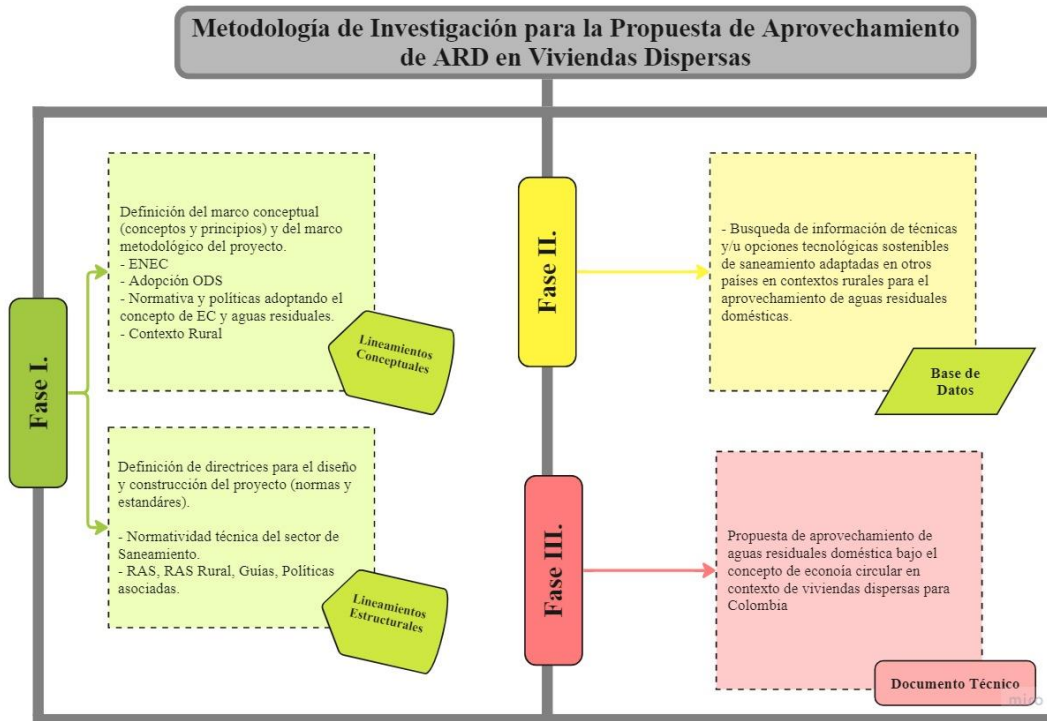 Metodología de Investigación para la Propuesta de Aprovechamiento
de ARD en Viviendas Dispersas
Fase I.
Definición del marco conceptual
(conceptos y principios) y del marco
metodológico del proyecto.
- ENEC
- Adopción ODS
- Normativa y políticas adoptando el
concepto de EC y aguas residuales.
- Contexto Rural
Lineamientos
Conceptuales
Definición de directrices para el diseño
y construcción del proyecto (normas y
estandáres).
- Normatividad técnica del sector de
Saneamiento.
- RAS, RAS Rural, Guías, Políticas
asociadas.
Lineamientos
Estructurales
Fase II.
- Busqueda de información de técnicas
y/u opciones tecnológicas sostenibles
de saneamiento adaptadas en otros
países en contextos rurales para el
aprovechamiento de aguas residuales
domésticas.
Base de
Datos
Fase III.
Propuesta de aprovechamiento de
aguas residuales doméstica bajo el
concepto de econoía circular en
contexto de viviendas dispersas para
Colombia
Documento Técnico
miro